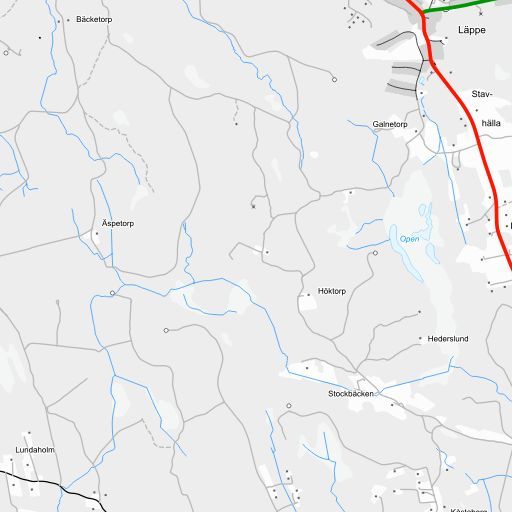 Bäcketorp
Läppe
Stav-
hälla
Galnetorp
Äspetorp
Open
Höktorp
Hederslund
Stockbäcken
Lundaholm